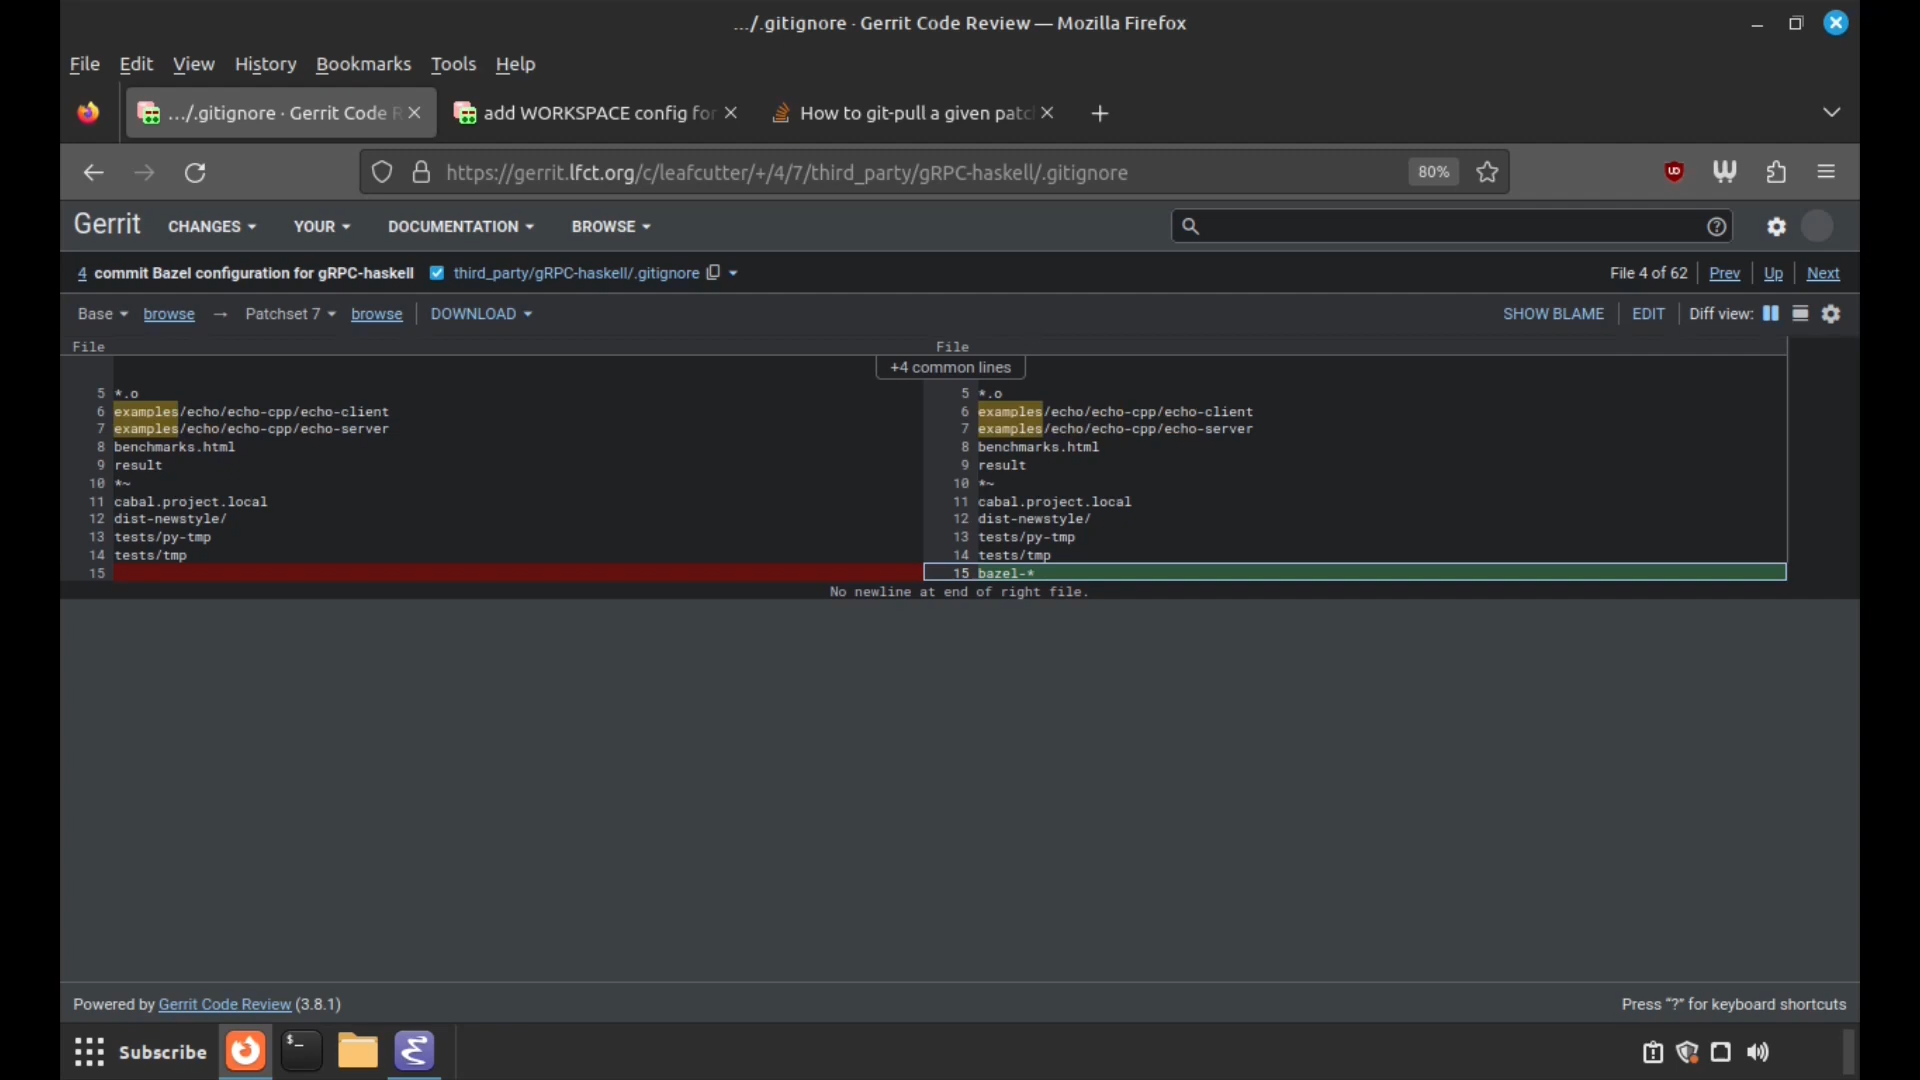 .../.gitignore · Gerrit Code Review — Mozilla Firefox
File Edit View History Bookmarks Tools Help
.../.gitignore · Gerrit Code R
add WORKSPACE config for
How to git-pull a given patc
https://gerrit.lfct.org/c/leafcutter/+/4/7/third_party/gRPC-haskell/.gitignore
80%
Gerrit CHANGES YOUR DOCUMENTATION BROWSE
4 commit Bazel configuration for gRPC-haskell third_party/gRPC-haskell/.gitignore
File 4 of 62 Prev Up Next
Base browse → Patchset 7 browse DOWNLOAD
SHOW BLAME EDIT Diff view:
File File
+4 common lines
5 *.o 5 *.o
6 examples/echo/echo-cpp/echo-client 6 examples/echo/echo-cpp/echo-client
7 examples/echo/echo-cpp/echo-server 7 examples/echo/echo-cpp/echo-server
8 benchmarks.html 8 benchmarks.html
9 result 9 result
10 *~ 10 *~
11 cabal.project.local 11 cabal.project.local
12 dist-newstyle/ 12 dist-newstyle/
13 tests/py-tmp 13 tests/py-tmp
14 tests/tmp 14 tests/tmp
15 15 bazel-*
No newline at end of right file.
Powered by Gerrit Code Review (3.8.1)
Press “?” for keyboard shortcuts
Subscribe